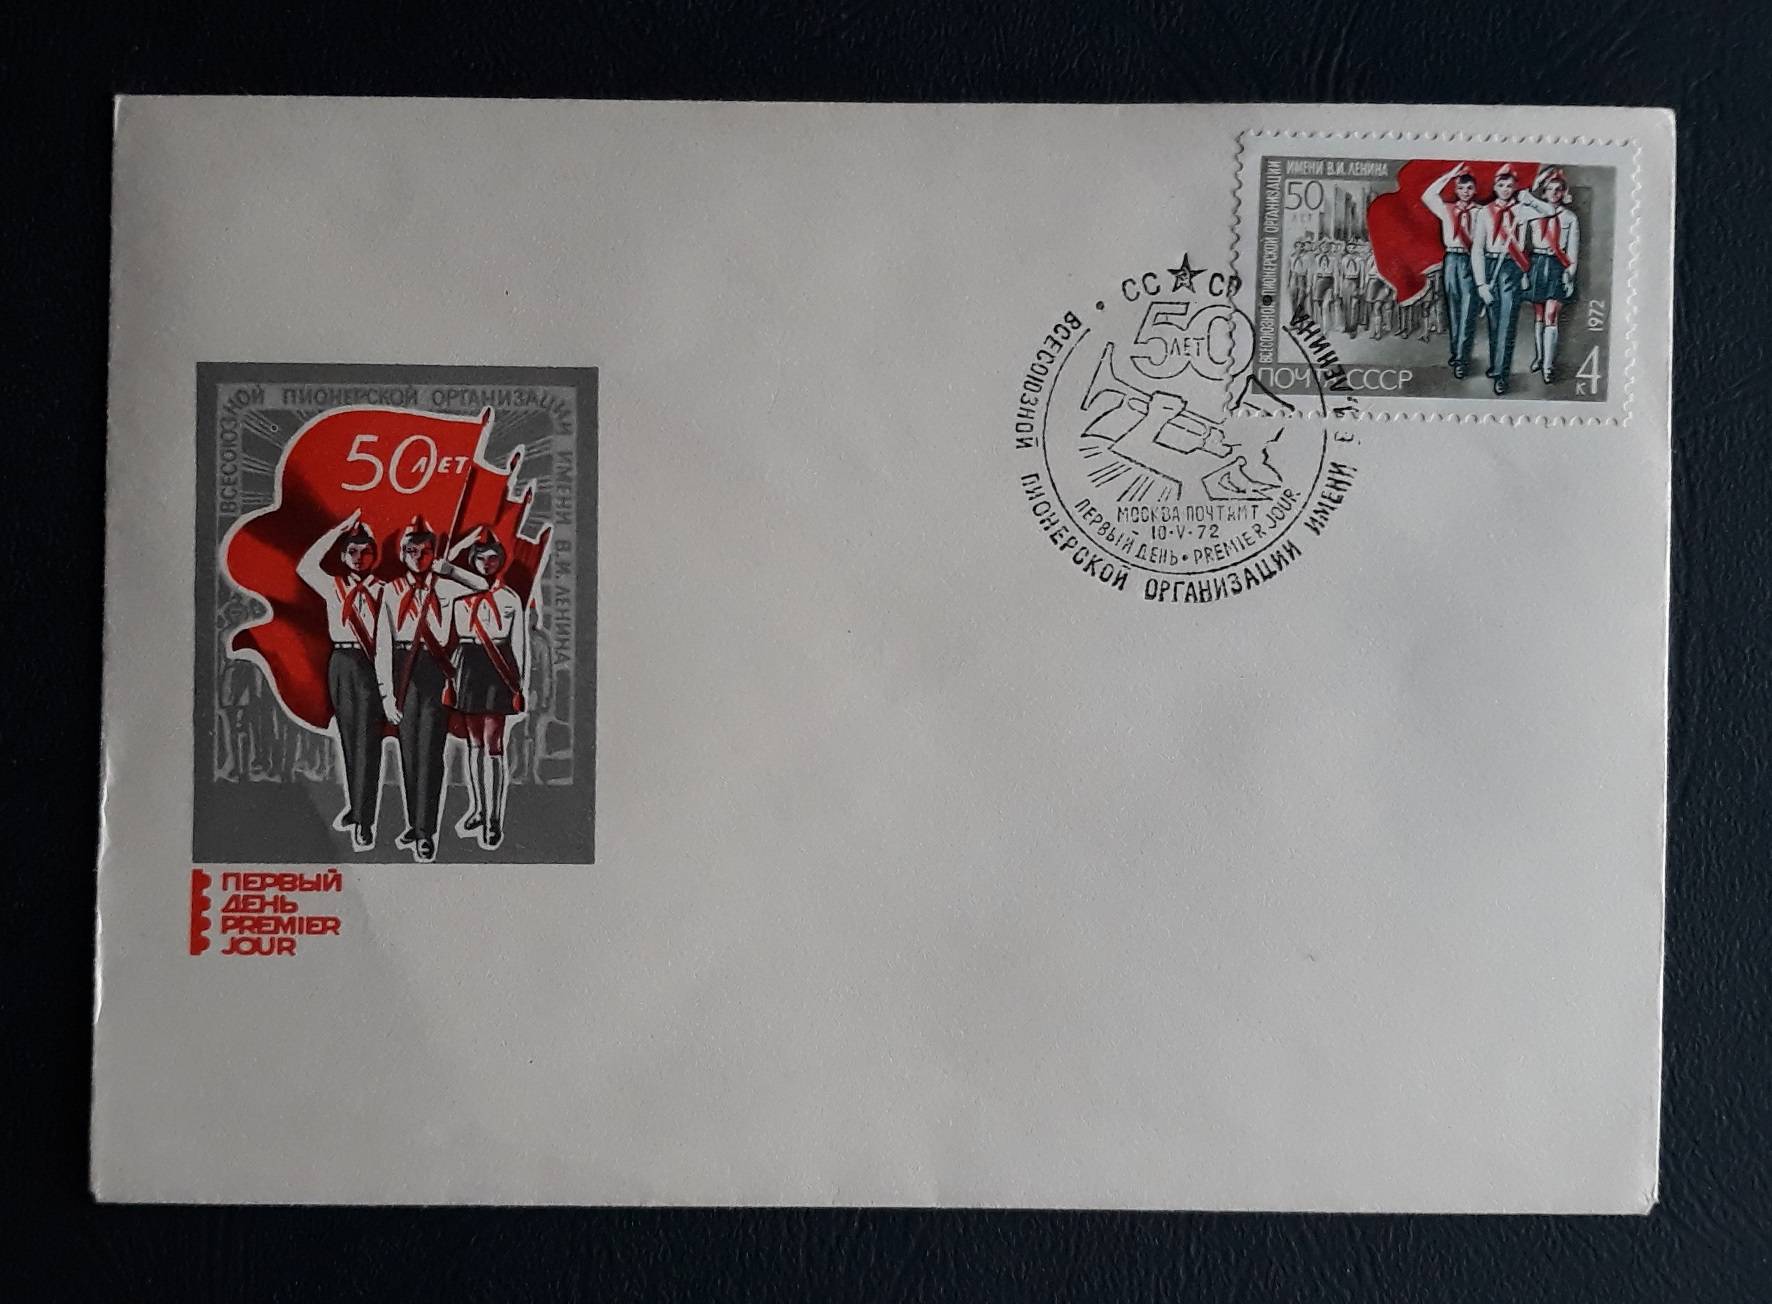 ВСЕСОЮЗНОЙ ПИОНЕРСКОЙ ОРГАНИЗАЦИИ ИМЕНИ В.И. ЛЕНИНА
50 ЛЕТ
ПЕРВЫЙ
ДЕНЬ
PREMIER
JOUR
СССР
50
ЛЕТ
МОСКВА ПОЧТАМТ
10·V·72
ПЕРВЫЙ ДЕНЬ • PREMIER JOUR
ВСЕСОЮЗНОЙ ПИОНЕРСКОЙ ОРГАНИЗАЦИИ ИМЕНИ В.И. ЛЕНИНА
ВСЕСОЮЗНОЙ ПИОНЕРСКОЙ ОРГАНИЗАЦИИ
ИМЕНИ В.И. ЛЕНИНА
50
ЛЕТ
1972
ПОЧТА СССР
4
К